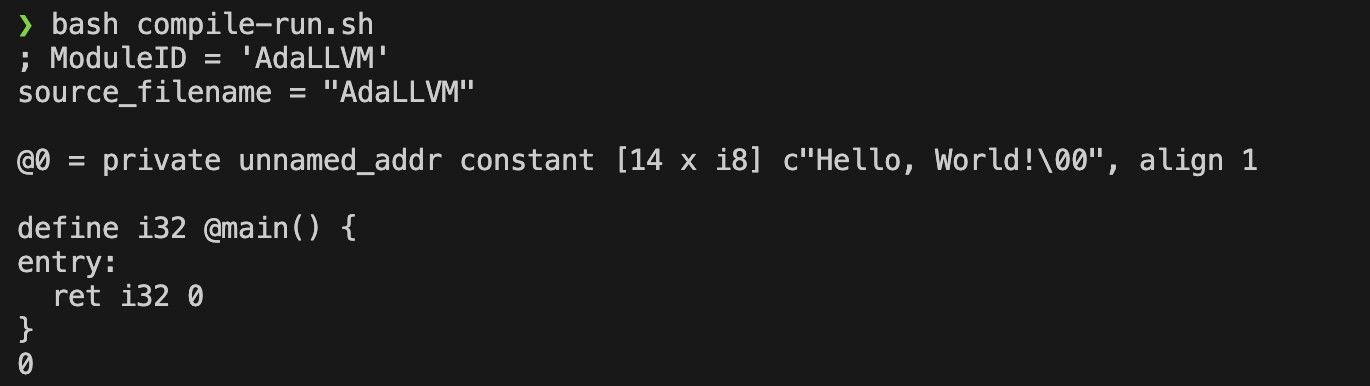 ❯ bash compile-run.sh
; ModuleID = 'AdaLLVM'
source_filename = "AdaLLVM"

@0 = private unnamed_addr constant [14 x i8] c"Hello, World!\00", align 1

define i32 @main() {
entry:
  ret i32 0
}
0